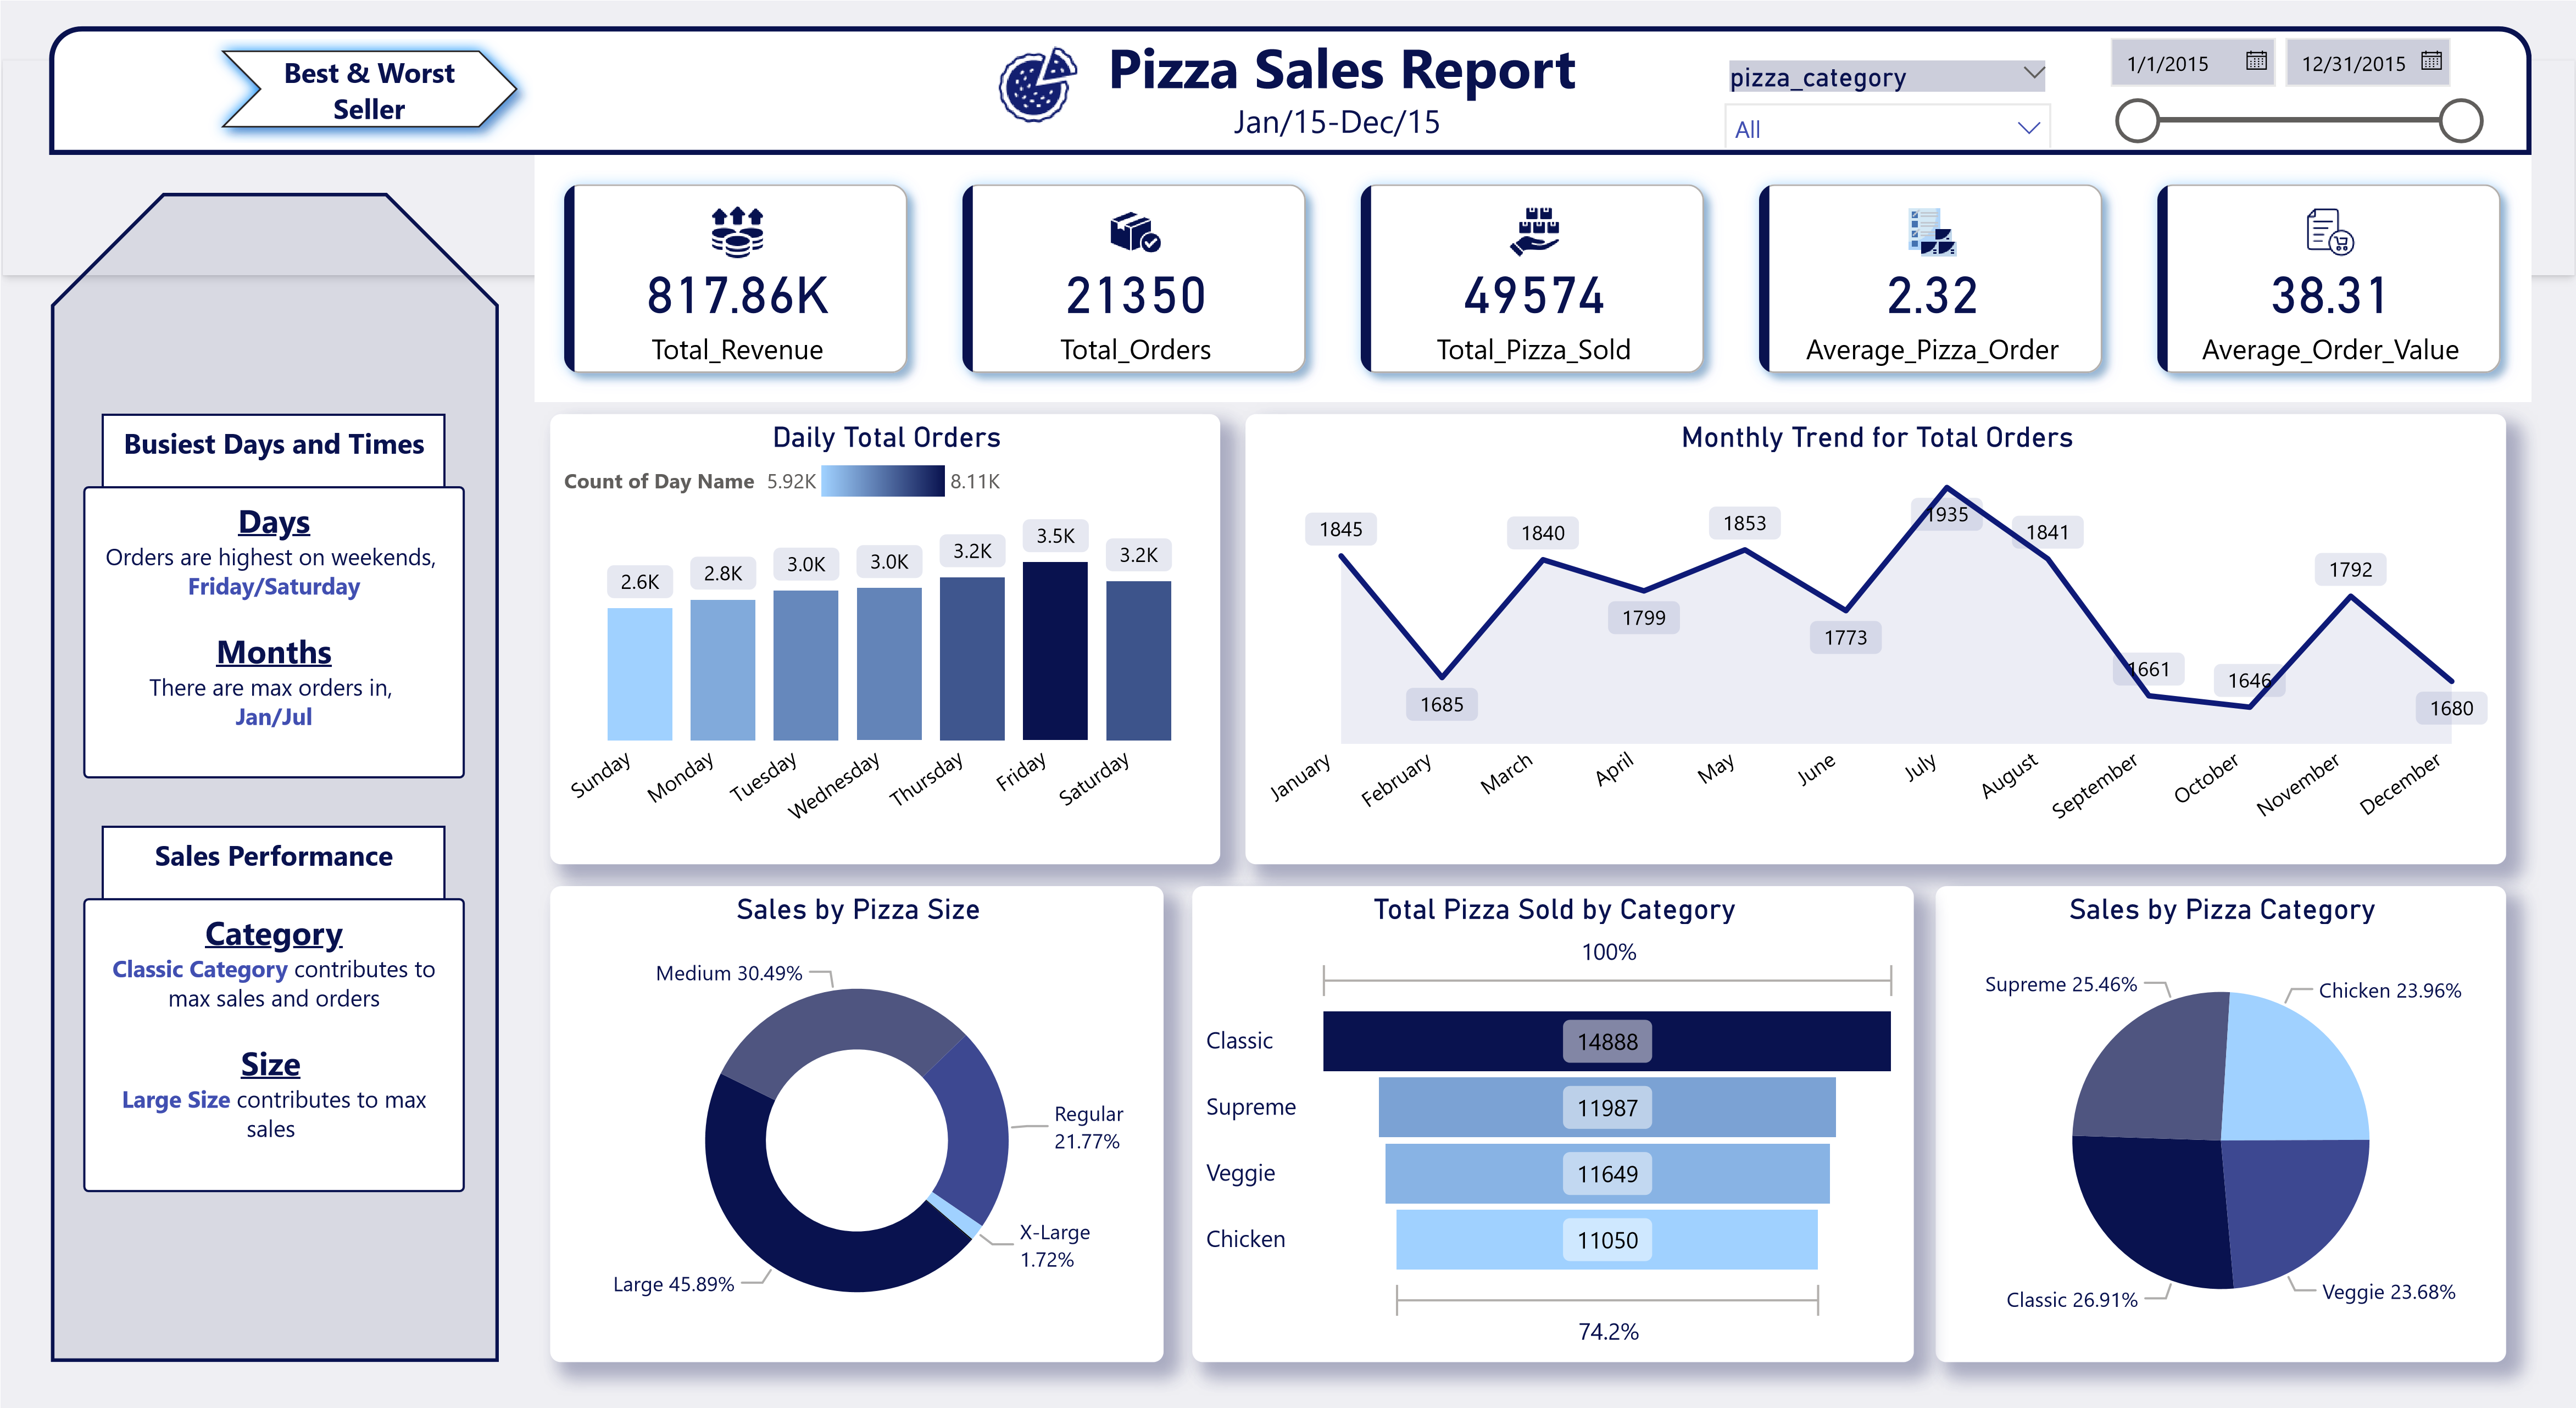 Best & Worst
Seller
Pizza Sales Report
Jan/15-Dec/15
pizza_category
All
1/1/2015
12/31/2015
817.86K
Total_Revenue
21350
Total_Orders
49574
Total_Pizza_Sold
2.32
Average_Pizza_Order
38.31
Average_Order_Value
Busiest Days and Times
Days
Orders are highest on weekends,
Friday/Saturday
Months
There are max orders in,
Jan/Jul
Sales Performance
Category
Classic Category contributes to
max sales and orders
Size
Large Size contributes to max
sales
Daily Total Orders
Count of Day Name 5.92K 8.11K
2.6K
2.8K
3.0K
3.0K
3.2K
3.5K
3.2K
Sunday
Monday
Tuesday
Wednesday
Thursday
Friday
Saturday
Monthly Trend for Total Orders
1845
1685
1840
1799
1853
1773
1935
1841
1661
1646
1792
1680
January
February
March
April
May
June
July
August
September
October
November
December
Sales by Pizza Size
Medium 30.49%
Regular
21.77%
X-Large
1.72%
Large 45.89%
Total Pizza Sold by Category
100%
Classic 14888
Supreme 11987
Veggie 11649
Chicken 11050
74.2%
Sales by Pizza Category
Supreme 25.46%
Chicken 23.96%
Classic 26.91%
Veggie 23.68%